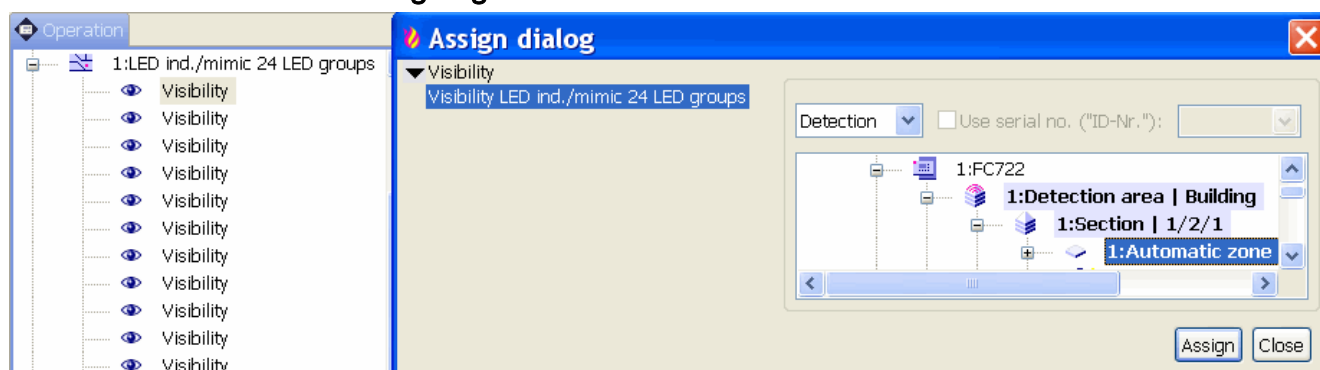 Operation
1:LED ind./mimic 24 LED groups
Visibility
Visibility
Visibility
Visibility
Visibility
Visibility
Visibility
Visibility
Visibility
Visibility
Visibility
Assign dialog
Visibility
Visibility LED ind./mimic 24 LED groups
Detection
Use serial no. ("ID-Nr."):
1:FC722
1:Detection area | Building
1:Section | 1/2/1
1:Automatic zone
Assign
Close